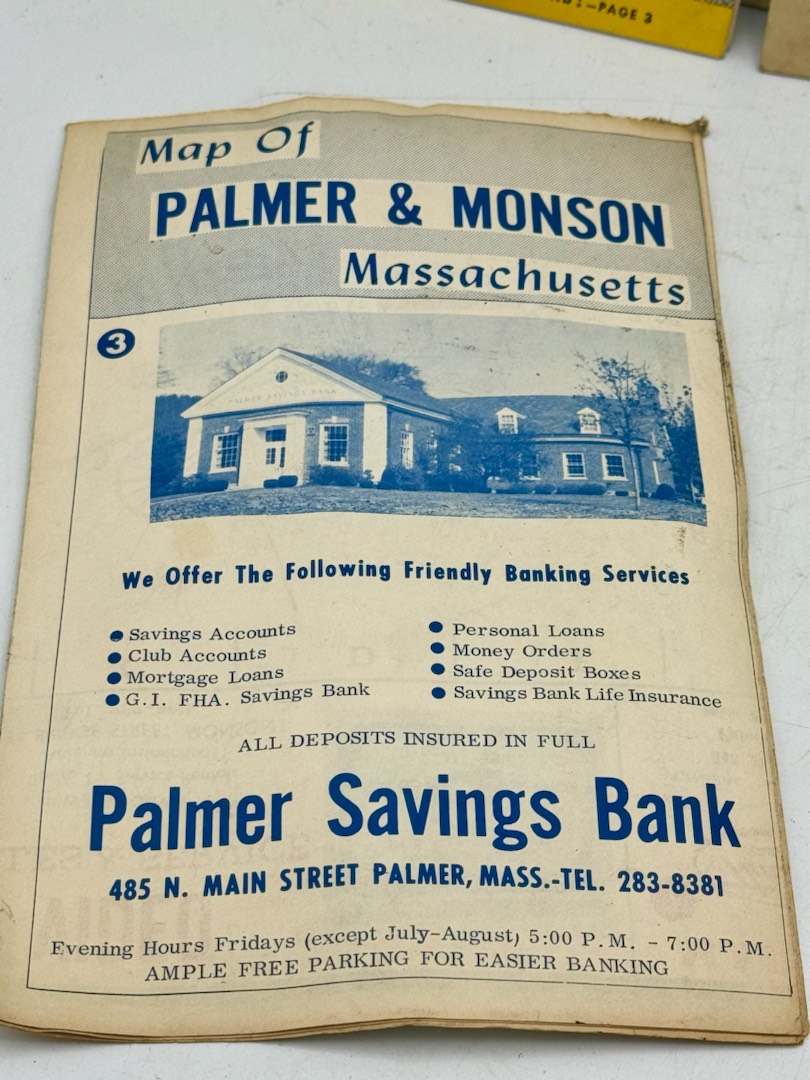 !—PAGE 3
Map Of
PALMER & MONSON
Massachusetts
3
PALMER SAVINGS BANK
We Offer The Following Friendly Banking Services
● Savings Accounts
● Club Accounts
● Mortgage Loans
● G.I. FHA. Savings Bank
● Personal Loans
● Money Orders
● Safe Deposit Boxes
● Savings Bank Life Insurance
ALL DEPOSITS INSURED IN FULL
Palmer Savings Bank
485 N. MAIN STREET PALMER, MASS.-TEL. 283-8381
Evening Hours Fridays (except July-August) 5:00 P.M. - 7:00 P.M.
AMPLE FREE PARKING FOR EASIER BANKING